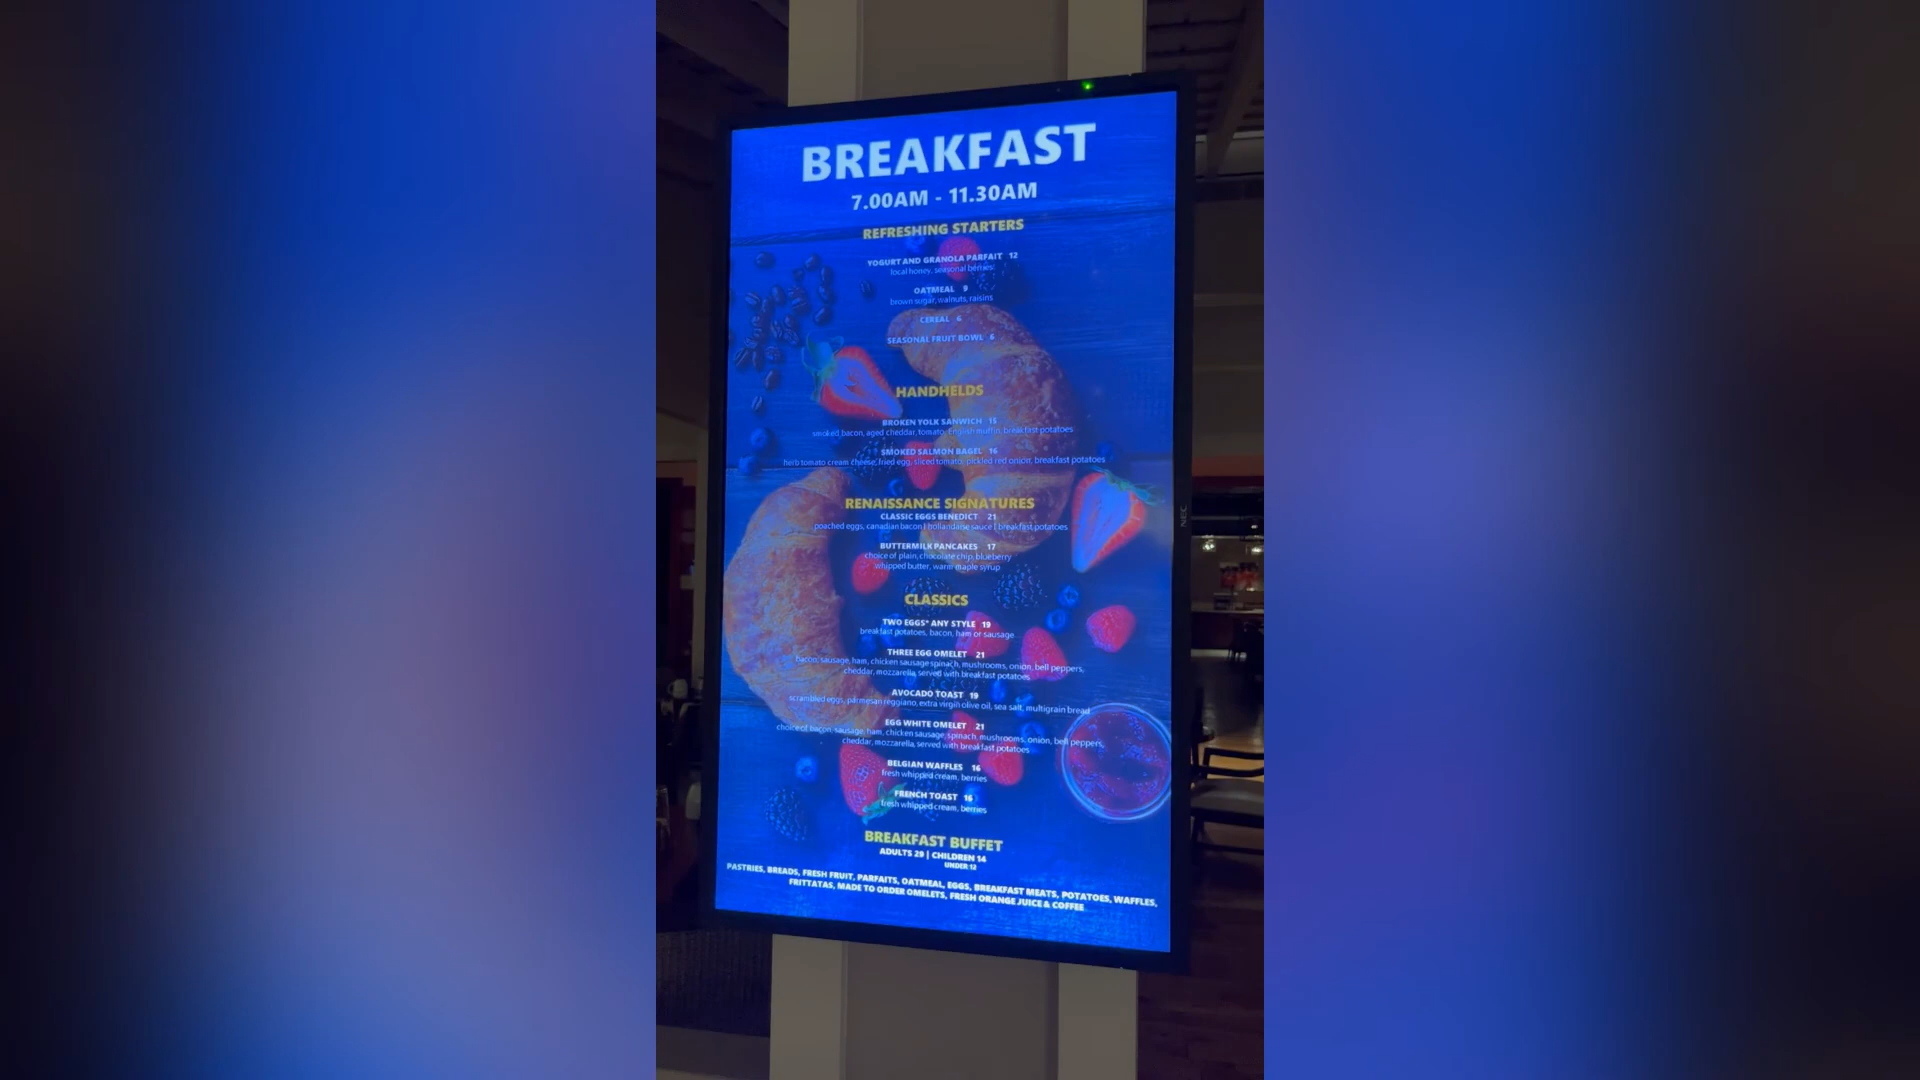 BREAKFAST
7.00AM - 11.30AM
REFRESHING STARTERS
YOGURT AND GRANOLA PARFAIT 12
local honey, seasonal berries
OATMEAL 9
brown sugar, walnuts, raisins
CEREAL 6
SEASONAL FRUIT BOWL 6
HANDHELDS
BROKEN YOLK SANWICH 15
smoked bacon, aged cheddar, tomato, English muffin, breakfast potatoes
SMOKED SALMON BAGEL 16
herb tomato cream cheese, fried egg, sliced tomato, pickled red onion, breakfast potatoes
RENAISSANCE SIGNATURES
CLASSIC EGGS BENEDICT 21
poached eggs, canadian bacon | hollandaise sauce | breakfast potatoes
BUTTERMILK PANCAKES 17
choice of plain, chocolate chip, blueberry
whipped butter, warm maple syrup
CLASSICS
TWO EGGS* ANY STYLE 19
breakfast potatoes, bacon, ham or sausage
THREE EGG OMELET 21
bacon, sausage, ham, chicken sausage spinach, mushrooms, onion, bell peppers,
cheddar, mozzarella, served with breakfast potatoes
AVOCADO TOAST 19
scrambled eggs, parmesan reggiano, extra virgin olive oil, sea salt, multigrain bread
EGG WHITE OMELET 21
choice of bacon, sausage, ham, chicken sausage, spinach, mushrooms, onion, bell peppers,
cheddar, mozzarella, served with breakfast potatoes
BELGIAN WAFFLES 16
fresh whipped cream, berries
FRENCH TOAST 16
fresh whipped cream, berries
BREAKFAST BUFFET
ADULTS 29 | CHILDREN 14
UNDER 12
PASTRIES, BREADS, FRESH FRUIT, PARFAITS, OATMEAL, EGGS, BREAKFAST MEATS, POTATOES, WAFFLES,
FRITTATAS, MADE TO ORDER OMELETS, FRESH ORANGE JUICE & COFFEE
NEC